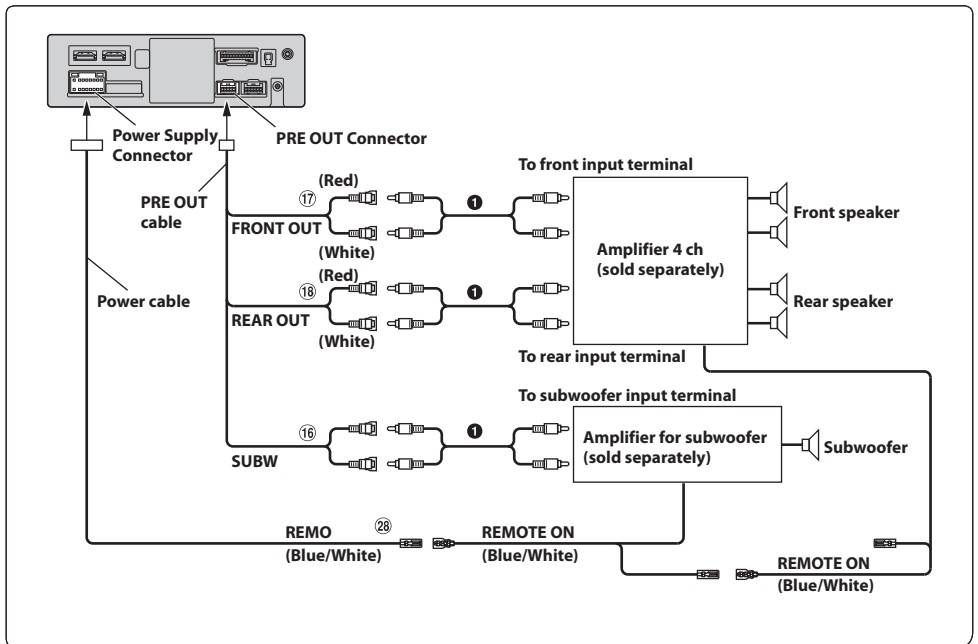 Power Supply
Connector
PRE OUT Connector
PRE OUT
cable
Power cable
⑰
(Red)
FRONT OUT
(White)
❶
To front input terminal
Amplifier 4 ch
(sold separately)
Front speaker
⑱
(Red)
REAR OUT
(White)
❶
Rear speaker
To rear input terminal
To subwoofer input terminal
⑯
SUBW
❶
Amplifier for subwoofer
(sold separately)
Subwoofer
REMO
㉘
(Blue/White)
REMOTE ON
(Blue/White)
REMOTE ON
(Blue/White)